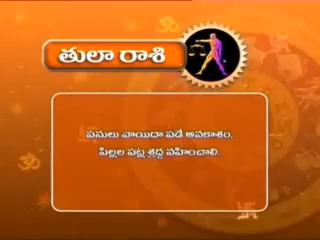 తులా రాశి
పనులు వాయిదా పడే అవకాశం.
పిల్లల పట్ల శ్రద్ధ వహించాలి.